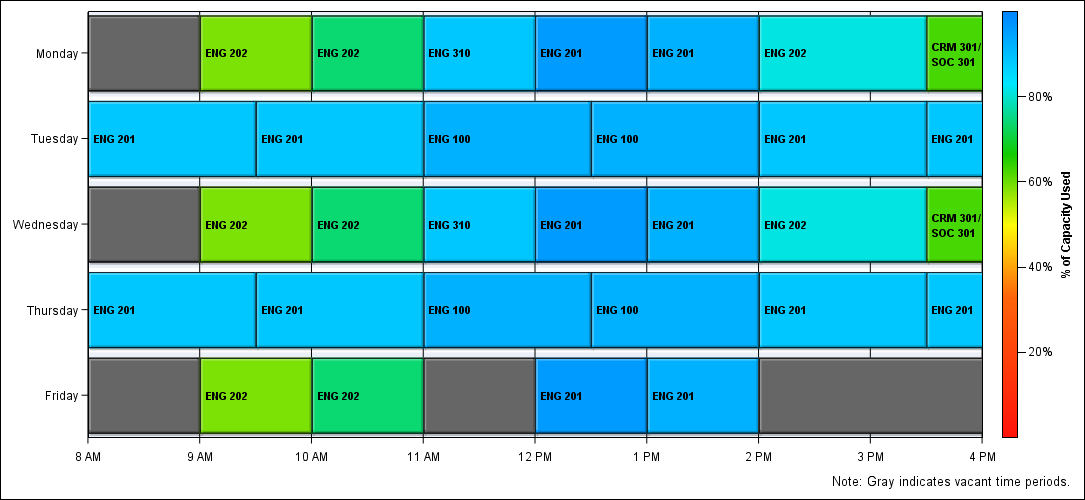 Monday
ENG 202
ENG 202
ENG 310
ENG 201
ENG 201
ENG 202
CRM 301/
SOC 301
Tuesday
ENG 201
ENG 201
ENG 100
ENG 100
ENG 201
ENG 201
Wednesday
ENG 202
ENG 202
ENG 310
ENG 201
ENG 201
ENG 202
CRM 301/
SOC 301
Thursday
ENG 201
ENG 201
ENG 100
ENG 100
ENG 201
ENG 201
Friday
ENG 202
ENG 202
ENG 201
ENG 201
8 AM
9 AM
10 AM
11 AM
12 PM
1 PM
2 PM
3 PM
4 PM
80%
60%
40%
20%
% of Capacity Used
Note: Gray indicates vacant time periods.